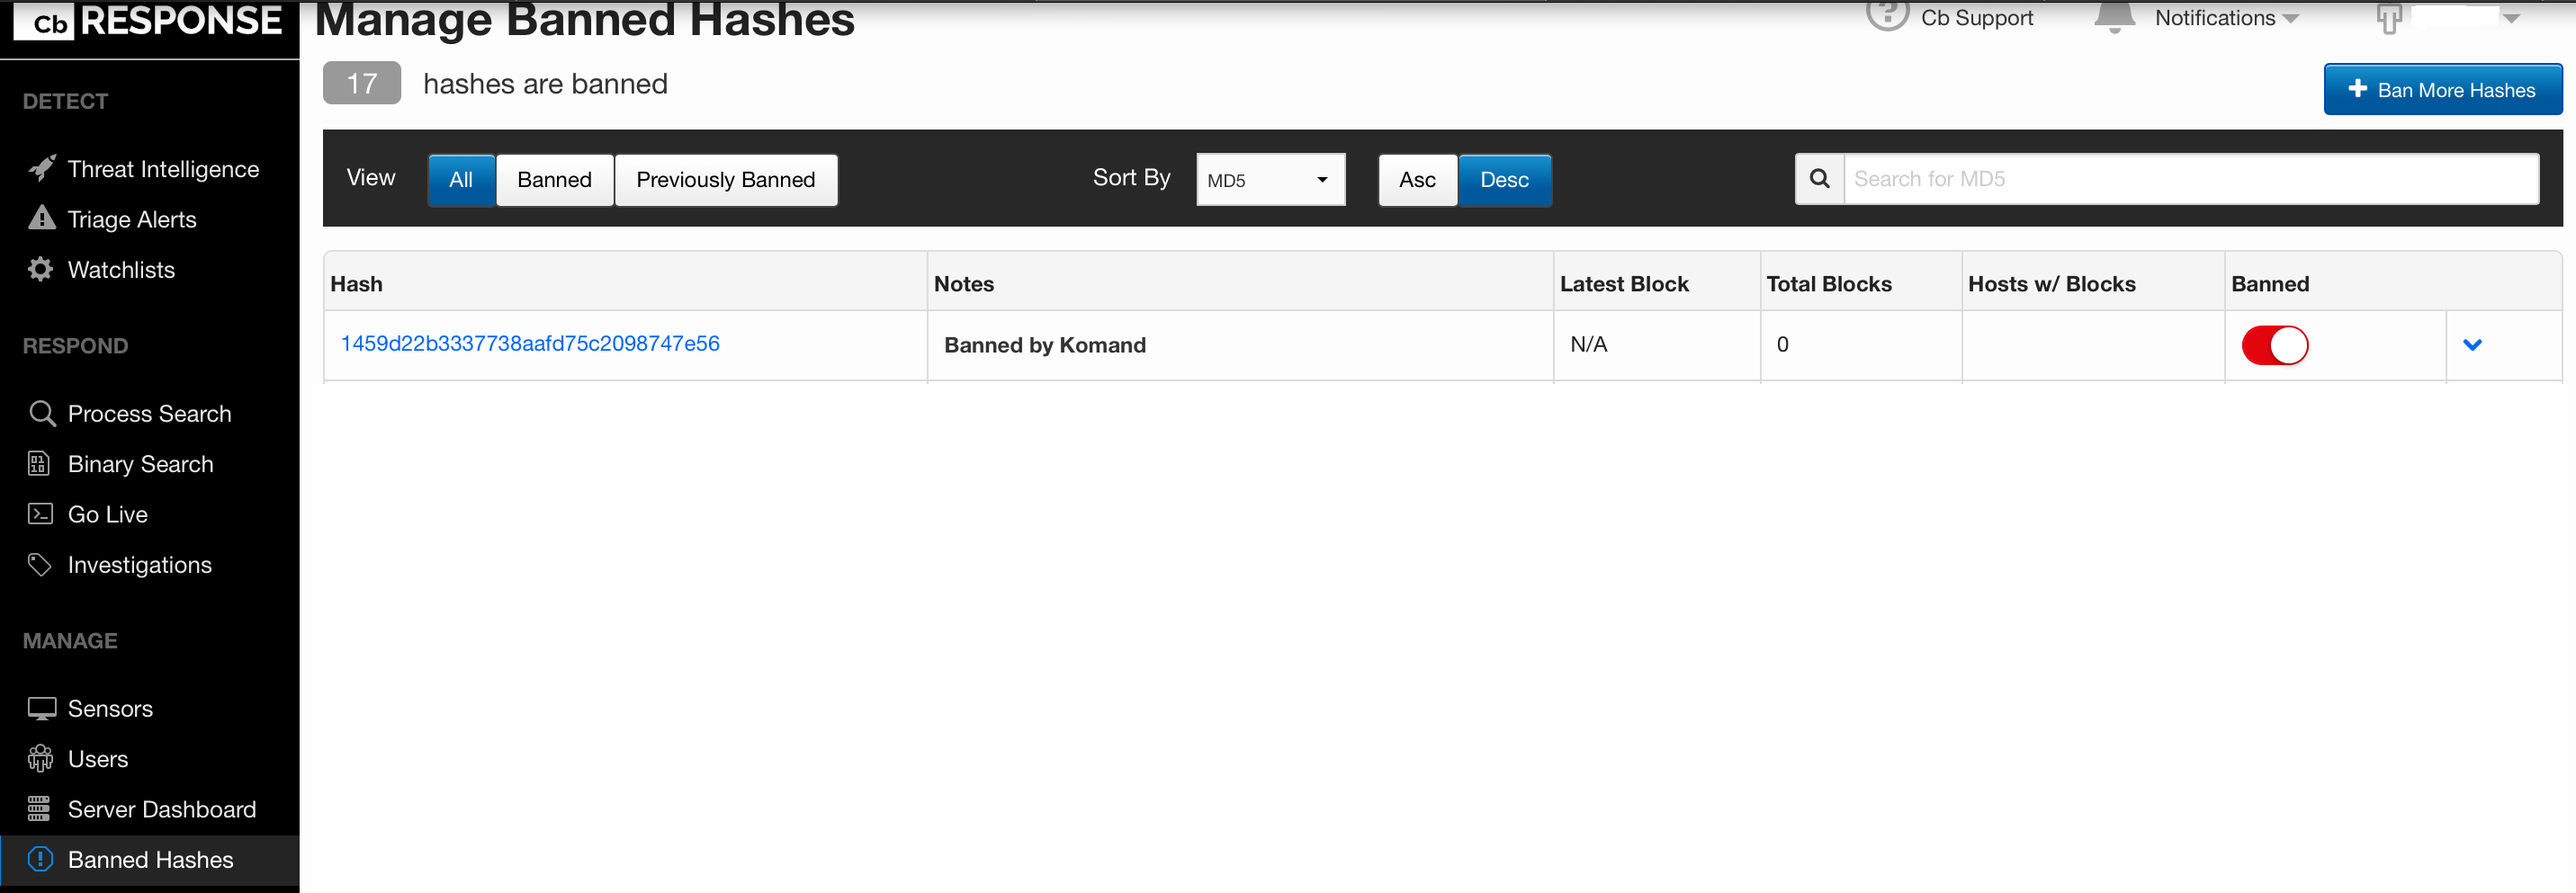 Cb RESPONSE
DETECT
Threat Intelligence
Triage Alerts
Watchlists
RESPOND
Process Search
Binary Search
Go Live
Investigations
MANAGE
Sensors
Users
Server Dashboard
Banned Hashes
Manage Banned Hashes
Cb Support
Notifications
17 hashes are banned
Ban More Hashes
View All Banned Previously Banned Sort By MD5 Asc Desc Search for MD5
Hash Notes Latest Block Total Blocks Hosts w/ Blocks Banned
1459d22b3337738aafd75c2098747e56 Banned by Komand N/A 0